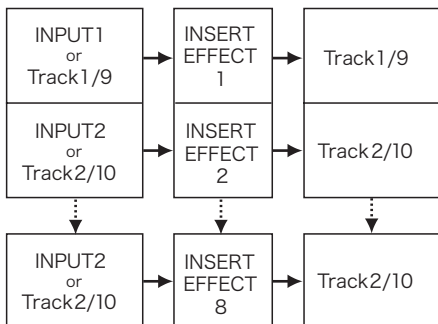 INPUT1
or
Track1/9
INSERT
EFFECT
1
Track1/9
INPUT2
or
Track2/10
INSERT
EFFECT
2
Track2/10
INPUT2
or
Track2/10
INSERT
EFFECT
8
Track2/10